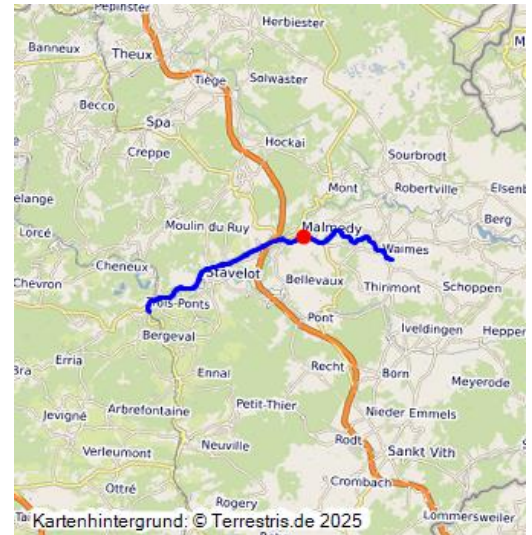 Pepinster
Banneux
Theux
Herbiester
Tiège
Solwaster
Becco
Spa
Creppe
Hockai
Sourbrodt
Mont
Robertville
Elsenb
Lorcé
Moulin du Ruy
Malmedy
Berg
Waimes
Cheneux
Stavelot
Bellevaux
Chevron
Thirimont
Schoppen
Trois-Ponts
Pont
Bergeval
Iveldingen
Hepper
Erria
Bra
Ennal
Recht
Born
Meyerode
Petit-Thier
Jevigné
Arbrefontaine
Nieder Emmels
Neuville
Rodt
Verleumont
Sankt Vith
Ottré
Crombach
Rogery
Lommersweiler
Kartenhintergrund: © Terrestris.de 2025